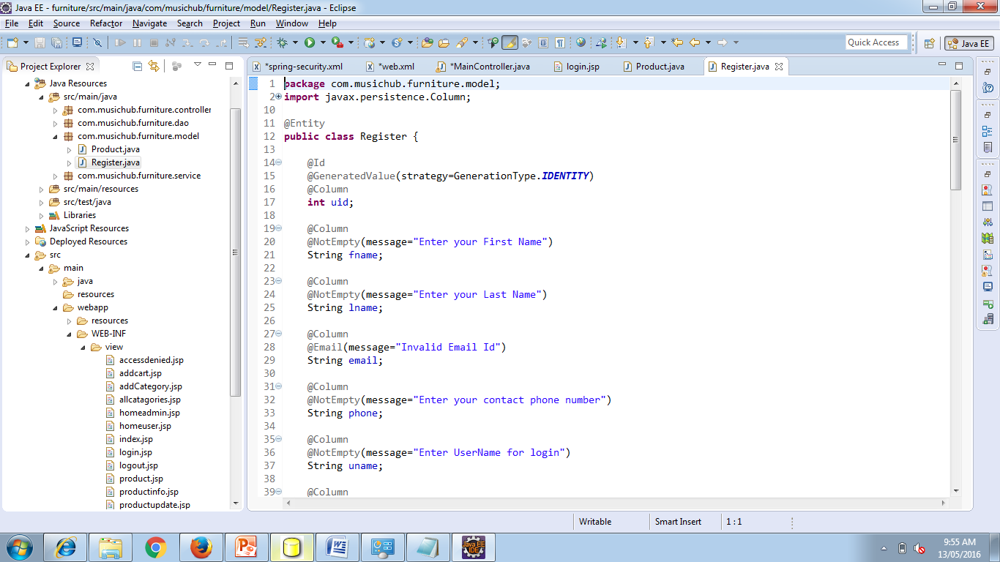 Java EE - furniture/src/main/java/com/musichub/furniture/model/Register.java - Eclipse
File Edit Source Refactor Navigate Search Project Run Window Help
Quick Access
Java EE
Project Explorer
Java Resources
src/main/java
com.musichub.furniture.controller
com.musichub.furniture.dao
com.musichub.furniture.model
Product.java
Register.java
com.musichub.furniture.service
src/main/resources
src/test/java
Libraries
JavaScript Resources
Deployed Resources
src
main
java
resources
webapp
resources
WEB-INF
view
accessdenied.jsp
addcart.jsp
addCategory.jsp
allcatagories.jsp
homeadmin.jsp
homeuser.jsp
index.jsp
login.jsp
logout.jsp
product.jsp
productinfo.jsp
productupdate.jsp
*spring-security.xml *web.xml *MainController.java login.jsp Product.java Register.java
1 package com.musichub.furniture.model;
2 import javax.persistence.Column;
10
11 @Entity
12 public class Register {
13
14 @Id
15 @GeneratedValue(strategy=GenerationType.IDENTITY)
16 @Column
17 int uid;
18
19 @Column
20 @NotEmpty(message="Enter your First Name")
21 String fname;
22
23 @Column
24 @NotEmpty(message="Enter your Last Name")
25 String lname;
26
27 @Column
28 @Email(message="Invalid Email Id")
29 String email;
30
31 @Column
32 @NotEmpty(message="Enter your contact phone number")
33 String phone;
34
35 @Column
36 @NotEmpty(message="Enter UserName for login")
37 String uname;
38
39 @Column
Writable Smart Insert 1 : 1
Java EE
IDE
9:55 AM
13/05/2016